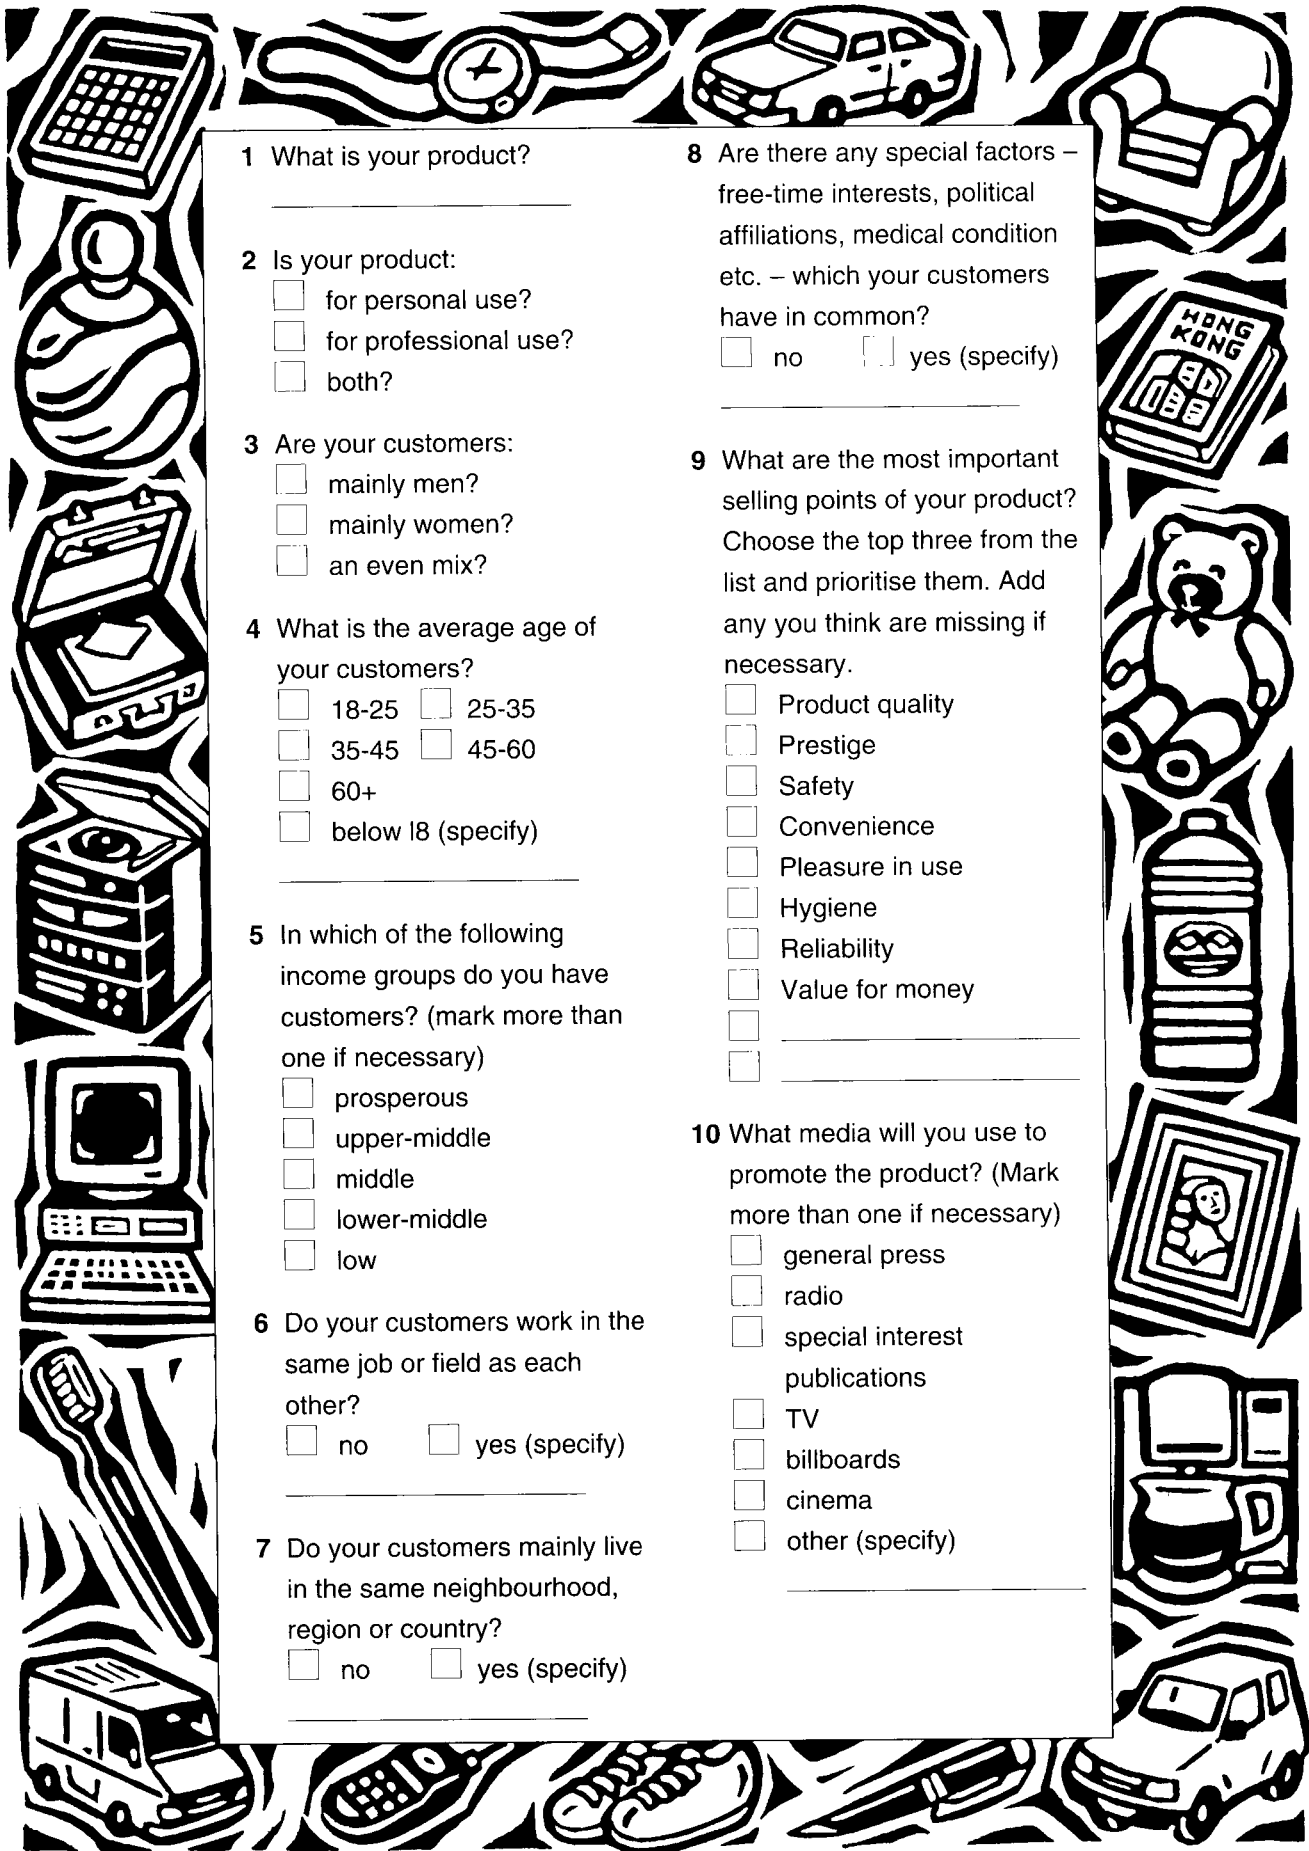 1 What is your product?
2 Is your product:
for personal use?
for professional use?
both?
3 Are your customers:
mainly men?
mainly women?
an even mix?
4 What is the average age of
your customers?
18-25 25-35
35-45 45-60
60+
below l8 (specify)
5 In which of the following
income groups do you have
customers? (mark more than
one if necessary)
prosperous
upper-middle
middle
lower-middle
low
6 Do your customers work in the
same job or field as each
other?
no yes (specify)
7 Do your customers mainly live
in the same neighbourhood,
region or country?
no yes (specify)
8 Are there any special factors –
free-time interests, political
affiliations, medical condition
etc. – which your customers
have in common?
no yes (specify)
9 What are the most important
selling points of your product?
Choose the top three from the
list and prioritise them. Add
any you think are missing if
necessary.
Product quality
Prestige
Safety
Convenience
Pleasure in use
Hygiene
Reliability
Value for money
10 What media will you use to
promote the product? (Mark
more than one if necessary)
general press
radio
special interest
publications
TV
billboards
cinema
other (specify)
HONG
KONG